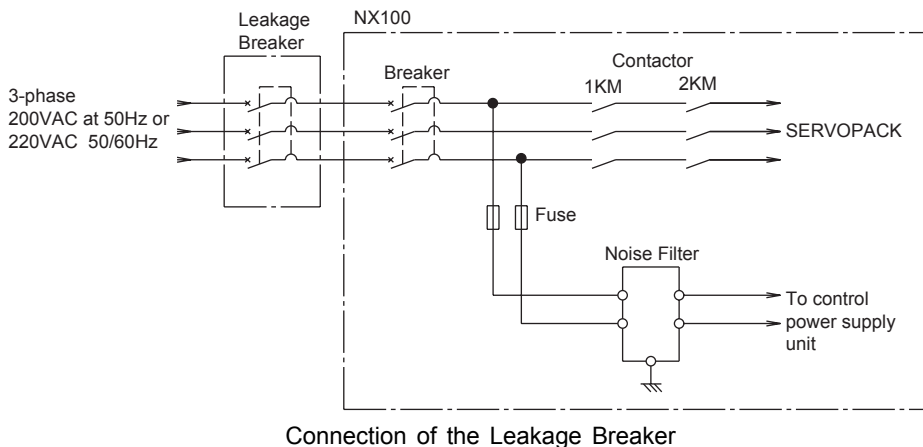 Leakage
Breaker
NX100
3-phase
200VAC at 50Hz or
220VAC 50/60Hz
Breaker
Contactor
1KM
2KM
SERVOPACK
Fuse
Noise Filter
To control
power supply
unit
Connection of the Leakage Breaker